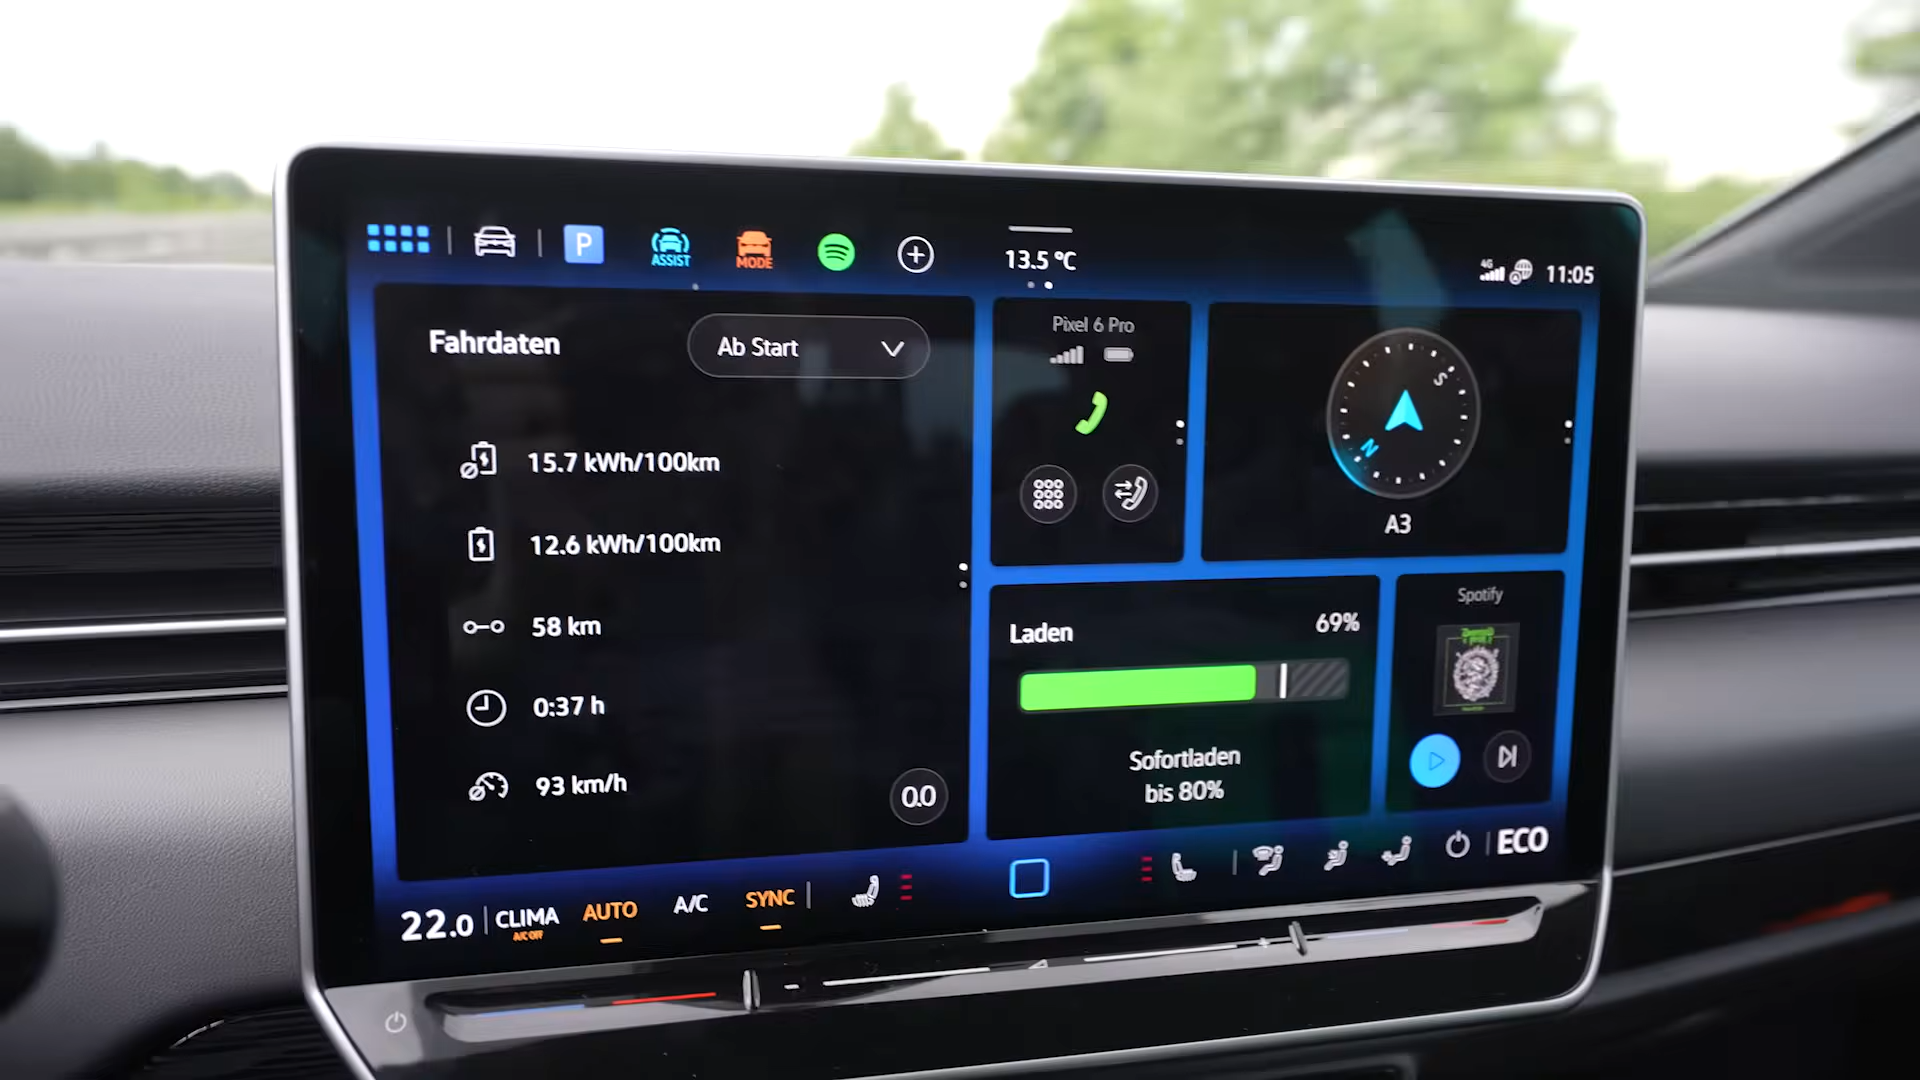 P
ASSIST
MODE
13.5 °C
4G
11:05
Fahrdaten
Ab Start
15.7 kWh/100km
12.6 kWh/100km
58 km
0:37 h
93 km/h
0.0
Pixel 6 Pro
S
N
A3
Laden
69%
Sofortladen
bis 80%
Spotify
22.0
CLIMA
A/C OFF
AUTO
A/C
SYNC
ECO